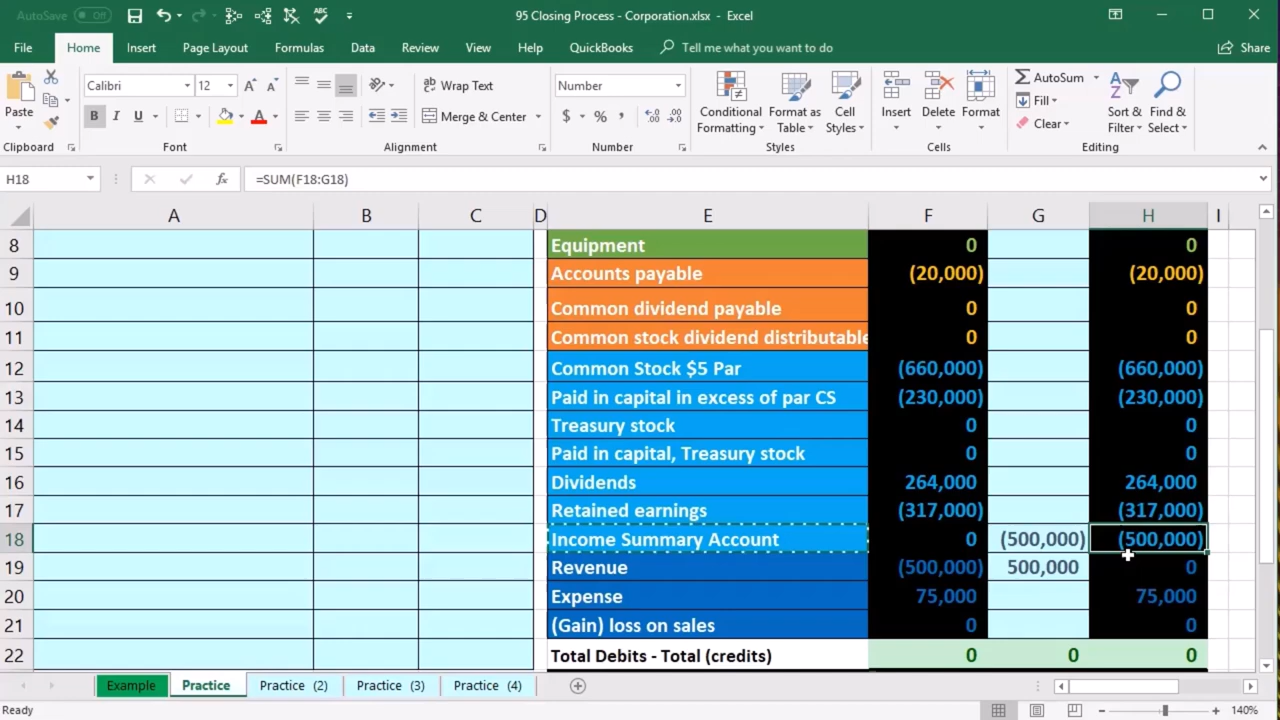 AutoSave Off
95 Closing Process - Corporation.xlsx - Excel
File Home Insert Page Layout Formulas Data Review View Help QuickBooks Tell me what you want to do Share
Paste
Calibri 12
B I U A
Wrap Text
Merge & Center
Number
$ % ,
Conditional Formatting
Format as Table
Cell Styles
Insert Delete Format
AutoSum
Fill
Clear
Sort & Filter
Find & Select
Clipboard Font Alignment Number Styles Cells Editing
H18 fx =SUM(F18:G18)
A B C D E F G H I
8 Equipment 0 0
9 Accounts payable (20,000) (20,000)
10 Common dividend payable 0 0
11 Common stock dividend distributable 0 0
12 Common Stock $5 Par (660,000) (660,000)
13 Paid in capital in excess of par CS (230,000) (230,000)
14 Treasury stock 0 0
15 Paid in capital, Treasury stock 0 0
16 Dividends 264,000 264,000
17 Retained earnings (317,000) (317,000)
18 Income Summary Account 0 (500,000) (500,000)
19 Revenue (500,000) 500,000 0
20 Expense 75,000 75,000
21 (Gain) loss on sales 0 0
22 Total Debits - Total (credits) 0 0 0
Example Practice Practice (2) Practice (3) Practice (4)
Ready 140%